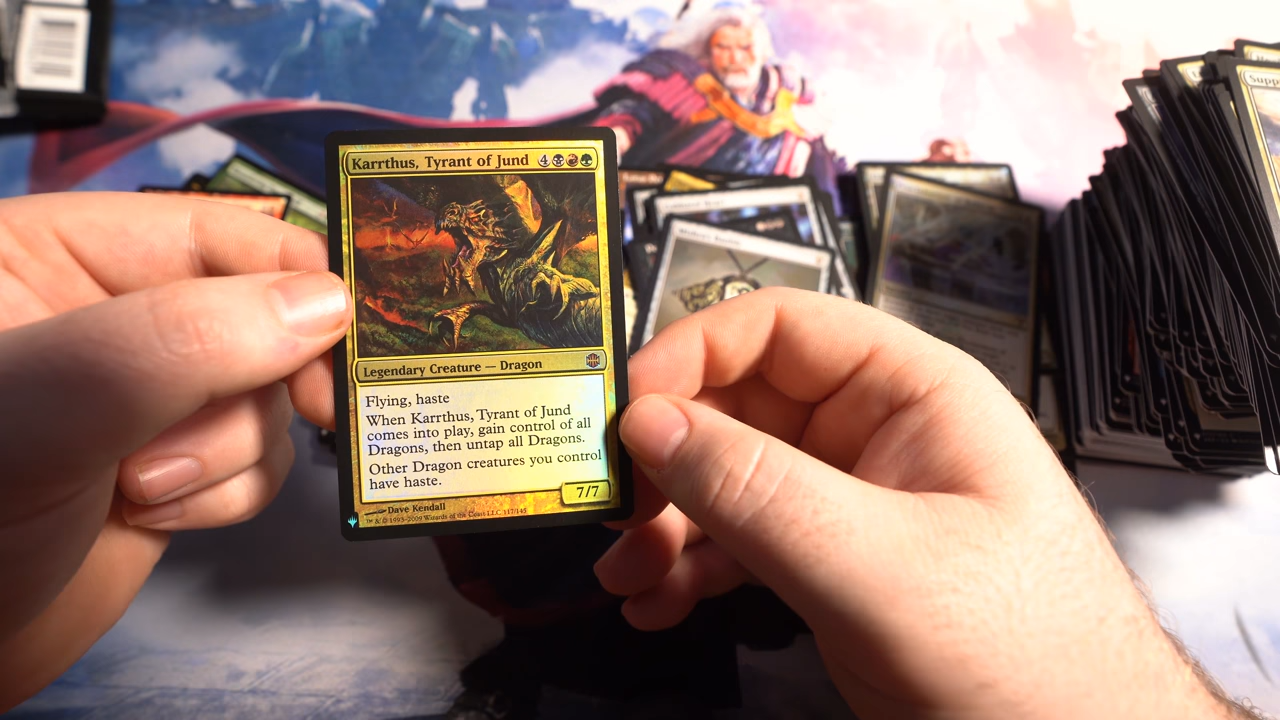 Karrthus, Tyrant of Jund 4
Legendary Creature — Dragon
Flying, haste
When Karrthus, Tyrant of Jund
comes into play, gain control of all
Dragons, then untap all Dragons.
Other Dragon creatures you control
have haste.
7/7
Dave Kendall
™ & © 1993-2009 Wizards of the Coast LLC 117/145
Supp